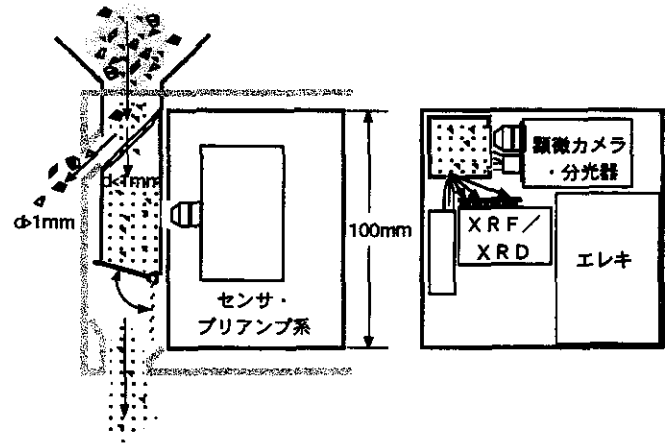 d<1mm
d>1mm
センサ・
プリアンプ系
100mm
顕微カメラ
・分光器
XRF/
XRD
エレキ